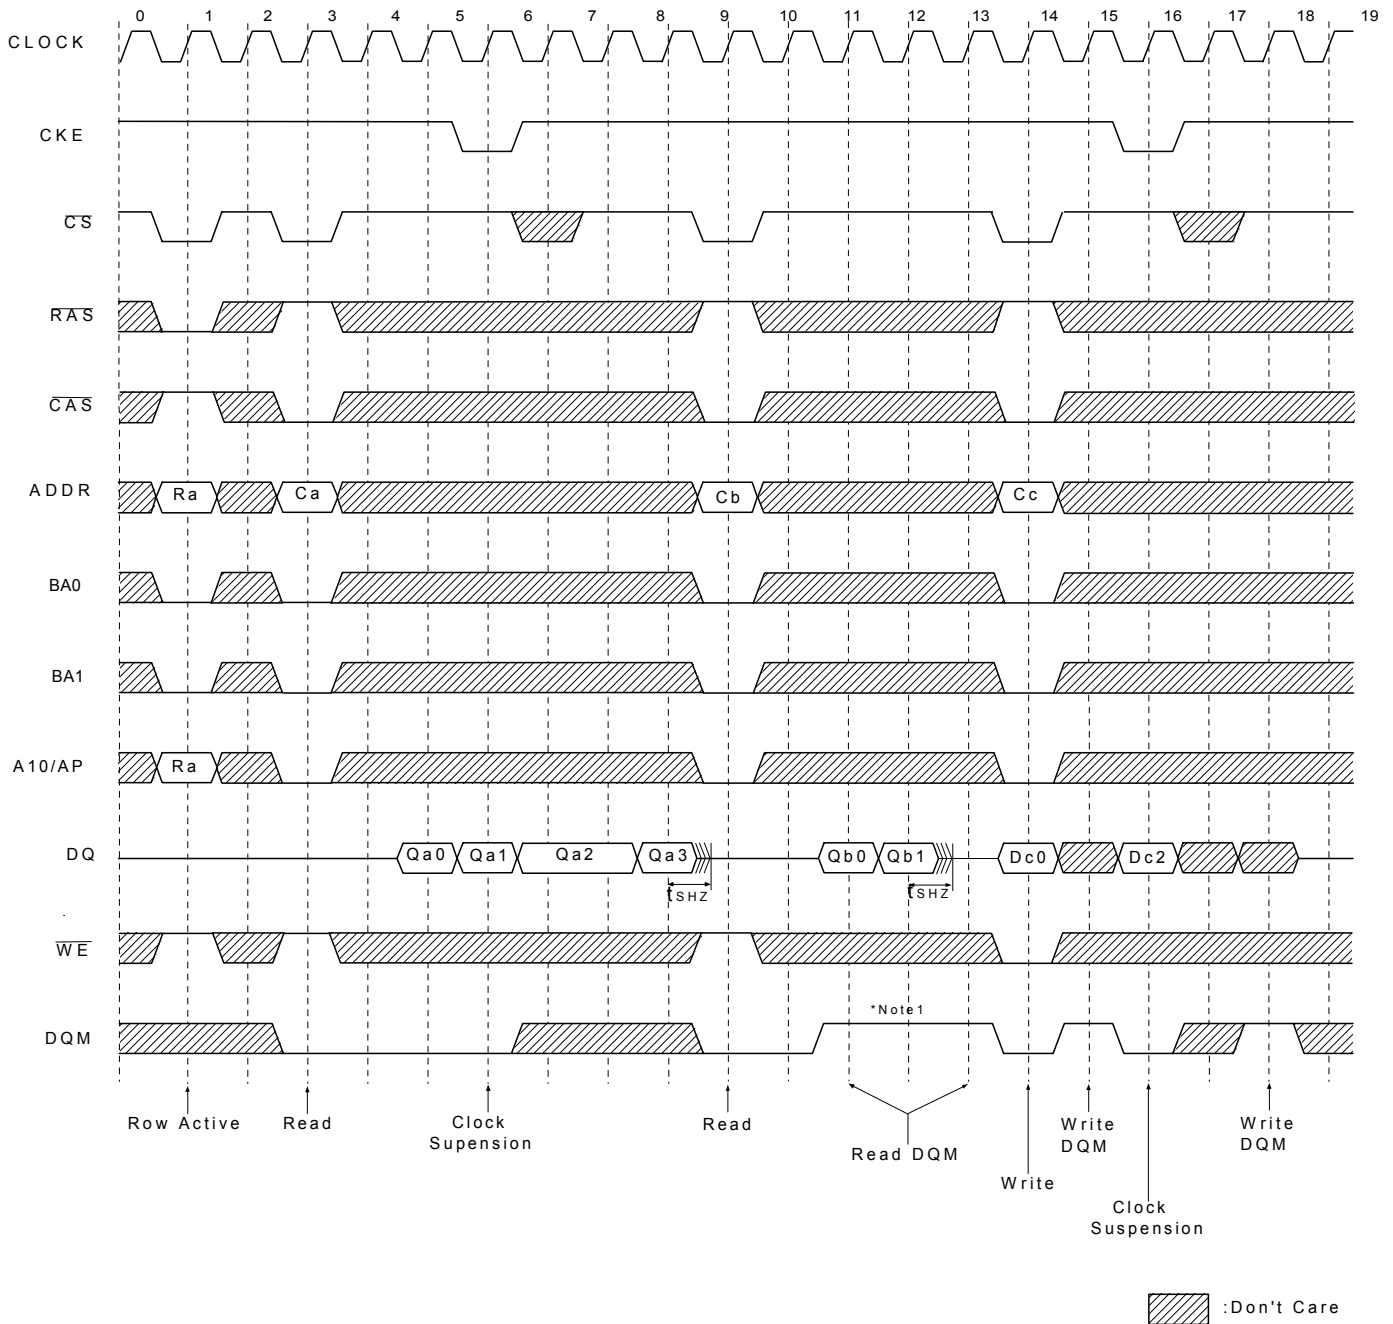 0 1 2 3 4 5 6 7 8 9 10 11 12 13 14 15 16 17 18 19
CLOCK
CKE
CS
RAS
CAS
ADDR Ra Ca Cb Cc
BA0
BA1
A10/AP Ra
DQ Qa0 Qa1 Qa2 Qa3 Qb0 Qb1 Dc0 Dc2
tSHZ tSHZ
WE
*Note1
DQM
Row Active Read Clock Read Write Write
Supension DQM DQM
Read DQM
Write
Clock
Suspension
:Don't Care